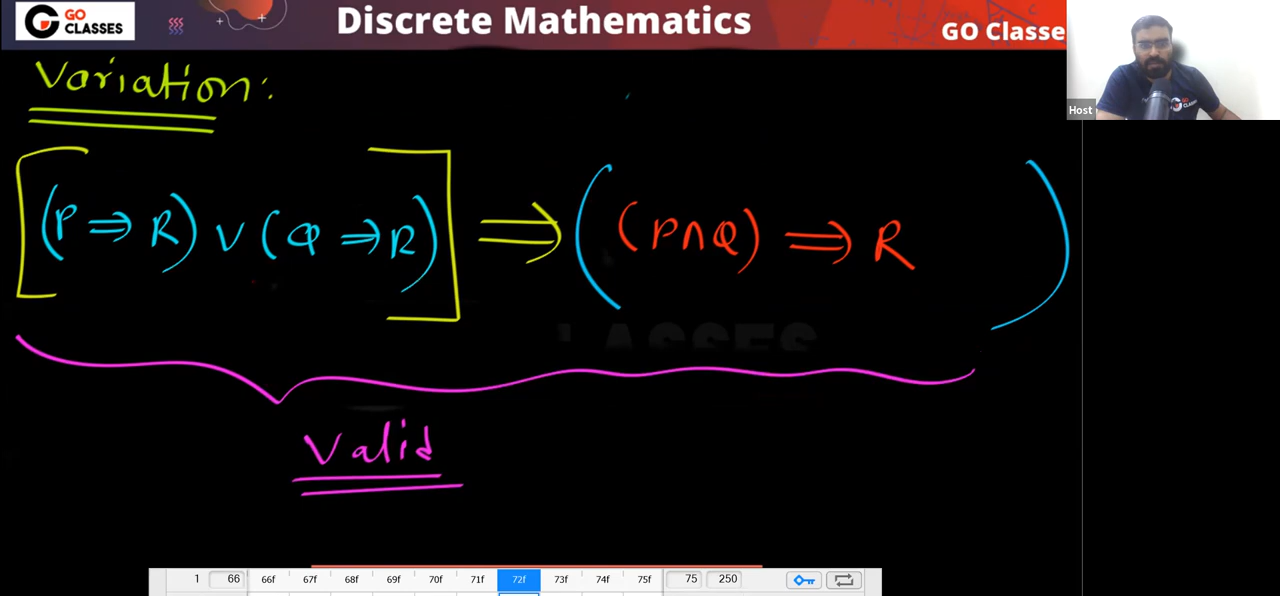 GO CLASSES
Discrete Mathematics
GO Classe
Host
Variation:
[(P ⇒ R) ∨ (Q ⇒ R)] ⇒ ((P ∧ Q) ⇒ R)
LASSES
Valid
1 66 66f 67f 68f 69f 70f 71f 72f 73f 74f 75f 75 250